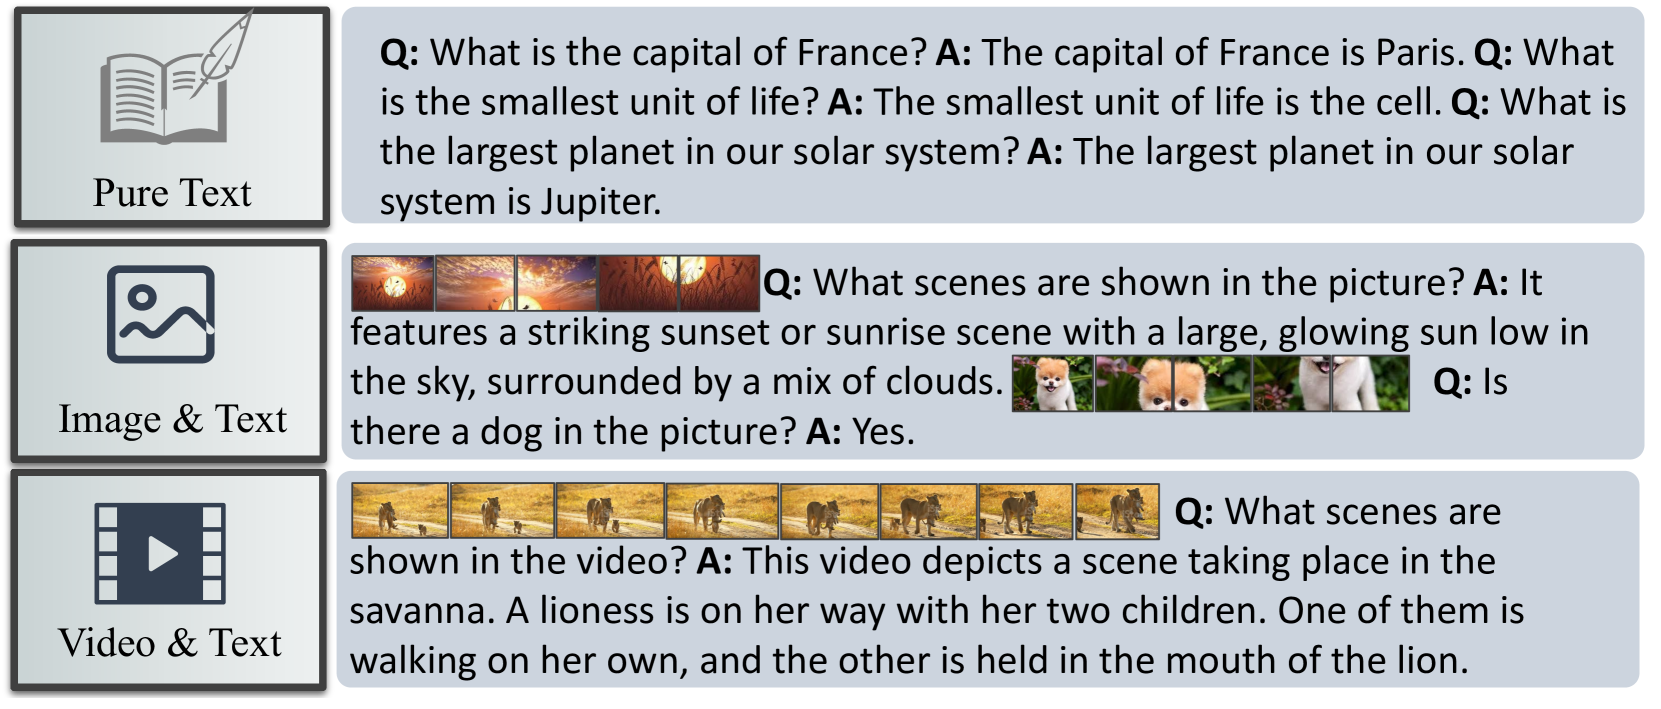 Pure Text
Q: What is the capital of France? A: The capital of France is Paris. Q: What
is the smallest unit of life? A: The smallest unit of life is the cell. Q: What is
the largest planet in our solar system? A: The largest planet in our solar
system is Jupiter.
Image & Text
Q: What scenes are shown in the picture? A: It
features a striking sunset or sunrise scene with a large, glowing sun low in
the sky, surrounded by a mix of clouds. Q: Is
there a dog in the picture? A: Yes.
Video & Text
Q: What scenes are
shown in the video? A: This video depicts a scene taking place in the
savanna. A lioness is on her way with her two children. One of them is
walking on her own, and the other is held in the mouth of the lion.